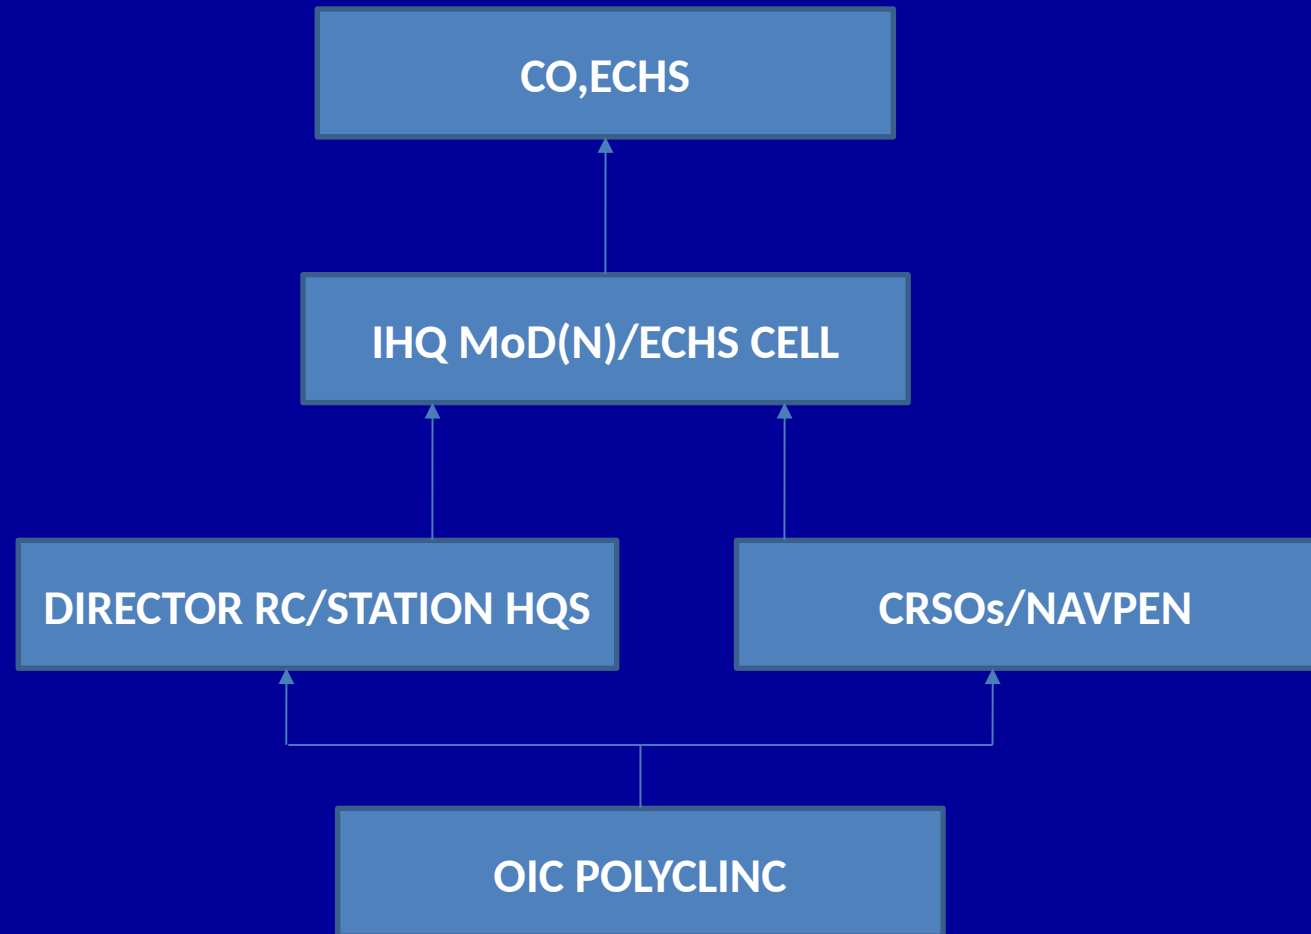 CO,ECHS
IHQ MoD(N)/ECHS CELL
DIRECTOR RC/STATION HQS
CRSOs/NAVPEN
OIC POLYCLINC